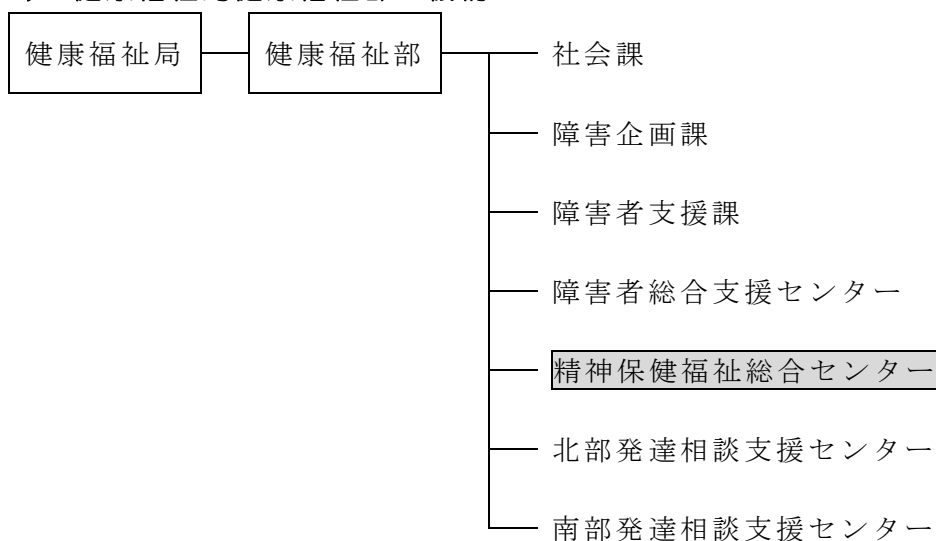 健康福祉局
健康福祉部
社会課
障害企画課
障害者支援課
障害者総合支援センター
精神保健福祉総合センター
北部発達相談支援センター
南部発達相談支援センター